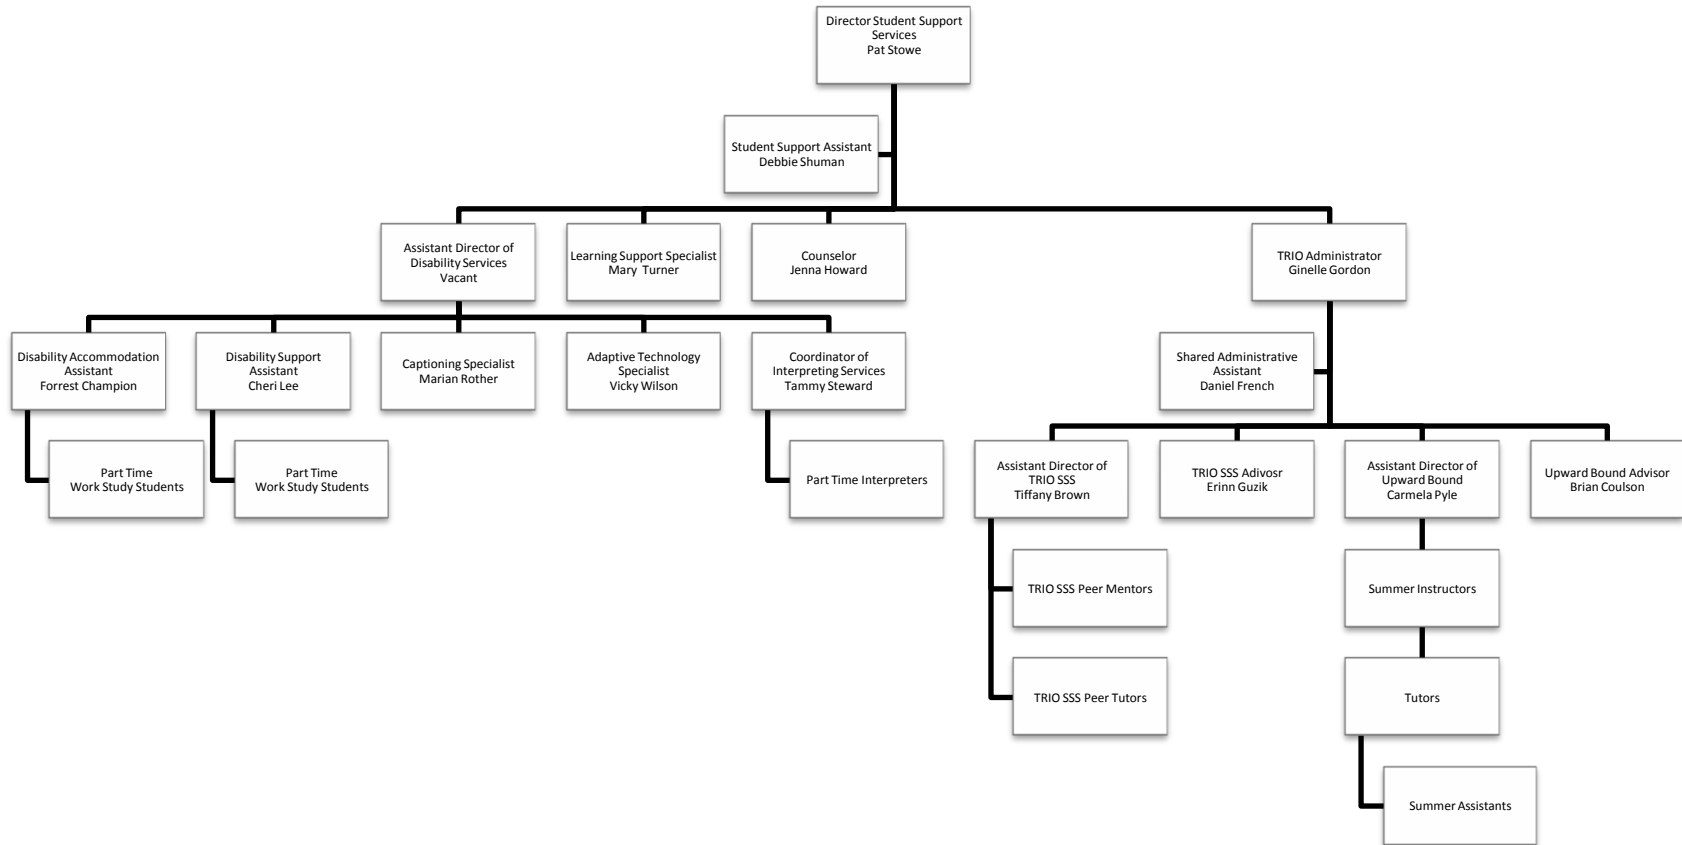 Director Student Support
Services
Pat Stowe
Student Support Assistant
Debbie Shuman
Assistant Director of
Disability Services
Vacant
Learning Support Specialist
Mary Turner
Counselor
Jenna Howard
TRIO Administrator
Ginelle Gordon
Disability Accommodation
Assistant
Forrest Champion
Disability Support
Assistant
Cheri Lee
Captioning Specialist
Marian Rother
Adaptive Technology
Specialist
Vicky Wilson
Coordinator of
Interpreting Services
Tammy Steward
Shared Administrative
Assistant
Daniel French
Part Time
Work Study Students
Part Time
Work Study Students
Part Time Interpreters
Assistant Director of
TRIO SSS
Tiffany Brown
TRIO SSS Adivosr
Erinn Guzik
Assistant Director of
Upward Bound
Carmela Pyle
Upward Bound Advisor
Brian Coulson
TRIO SSS Peer Mentors
Summer Instructors
TRIO SSS Peer Tutors
Tutors
Summer Assistants